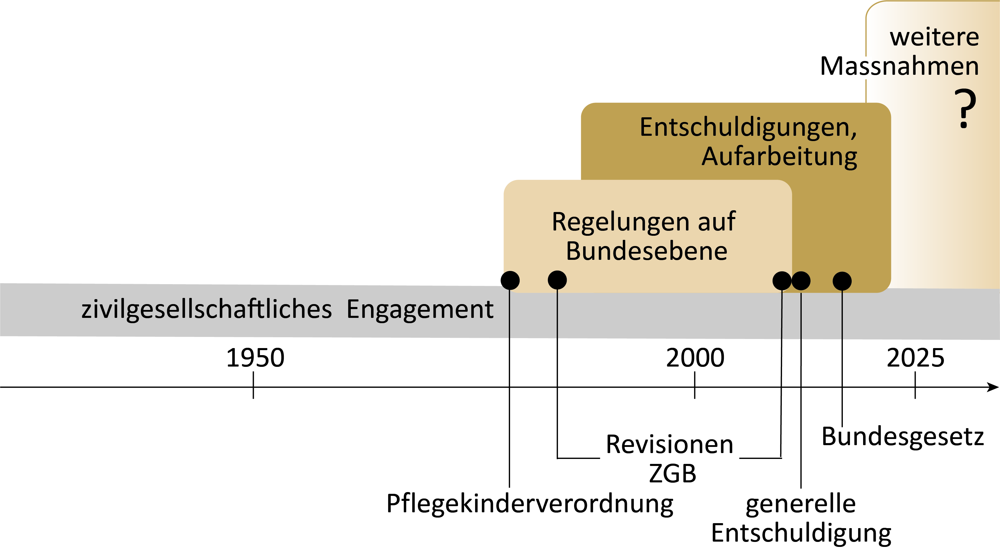 weitere
Massnahmen
?
Entschuldigungen,
Aufarbeitung
Regelungen auf
Bundesebene
zivilgesellschaftliches Engagement
1950
2000
2025
Bundesgesetz
Revisionen
ZGB
Pflegekinderverordnung
generelle
Entschuldigung